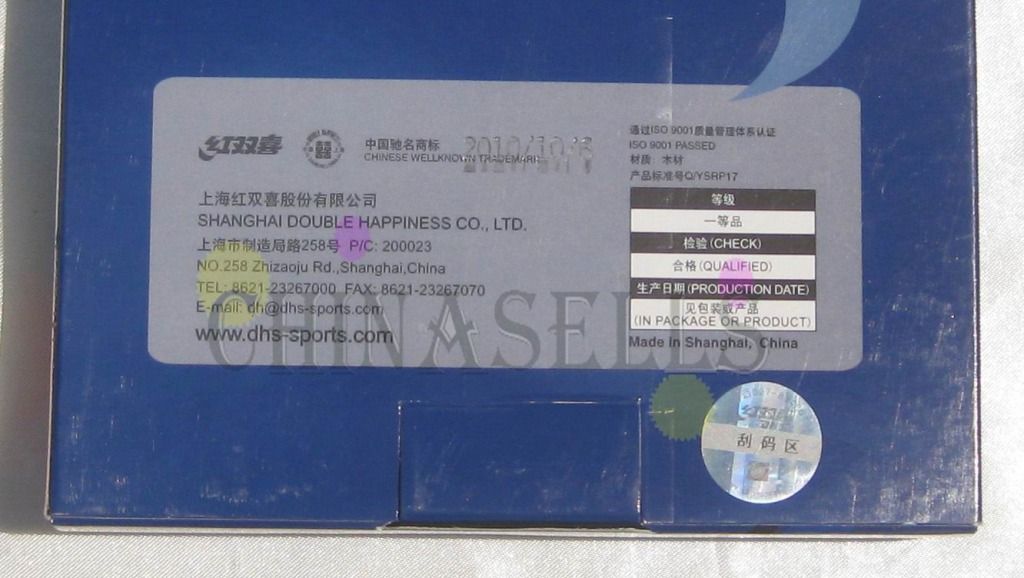 红双喜
中国驰名商标
CHINESE WELLKNOWN TRADEMARK
2010/10/6
上海红双喜股份有限公司
SHANGHAI DOUBLE HAPPINESS CO., LTD.
上海市制造局路258号 P/C: 200023
NO.258 Zhizaoju Rd.,Shanghai,China
TEL: 8621-23267000 FAX: 8621-23267070
E-mail: dh@dhs-sports.com
www.dhs-sports.com
通过ISO 9001质量管理体系认证
ISO 9001 PASSED
材质: 木材
产品标准号Q/YSRP17
等级
一等品
检验(CHECK)
合格(QUALIFIED)
生产日期(PRODUCTION DATE)
见包装或产品
(IN PACKAGE OR PRODUCT)
Made in Shanghai, China
CHINASELLS
红双喜
刮码区